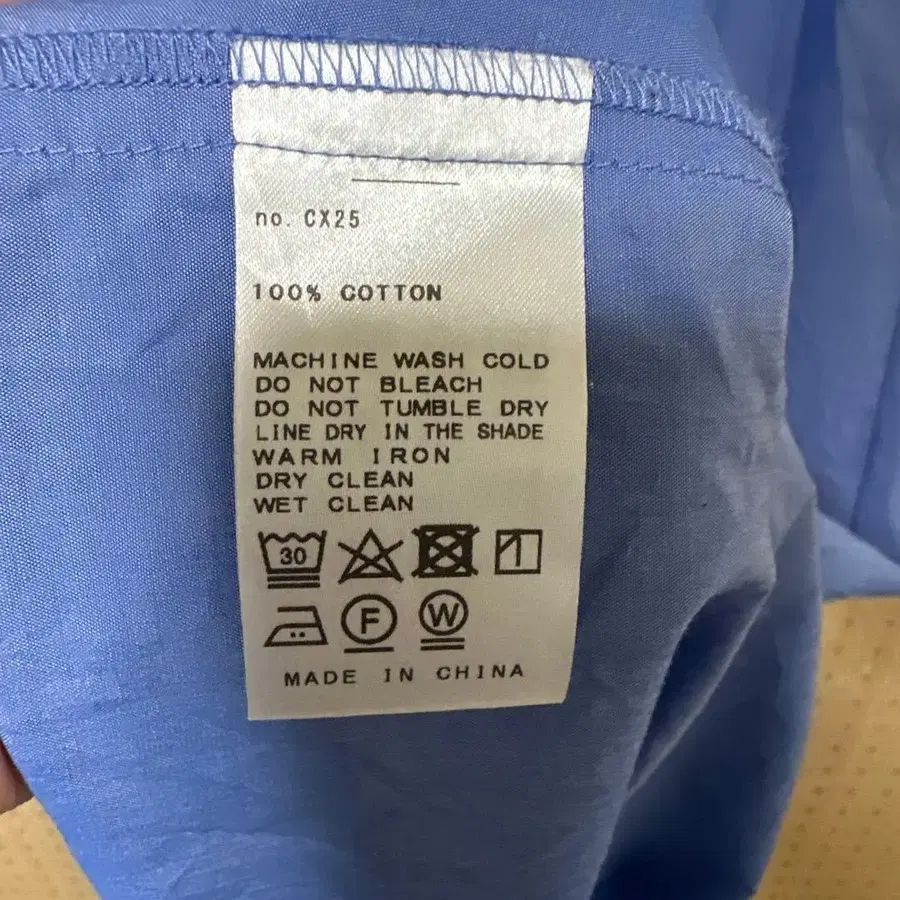 no. CX25
100% COTTON
MACHINE WASH COLD
DO NOT BLEACH
DO NOT TUMBLE DRY
LINE DRY IN THE SHADE
WARM IRON
DRY CLEAN
WET CLEAN
30
F W
MADE IN CHINA